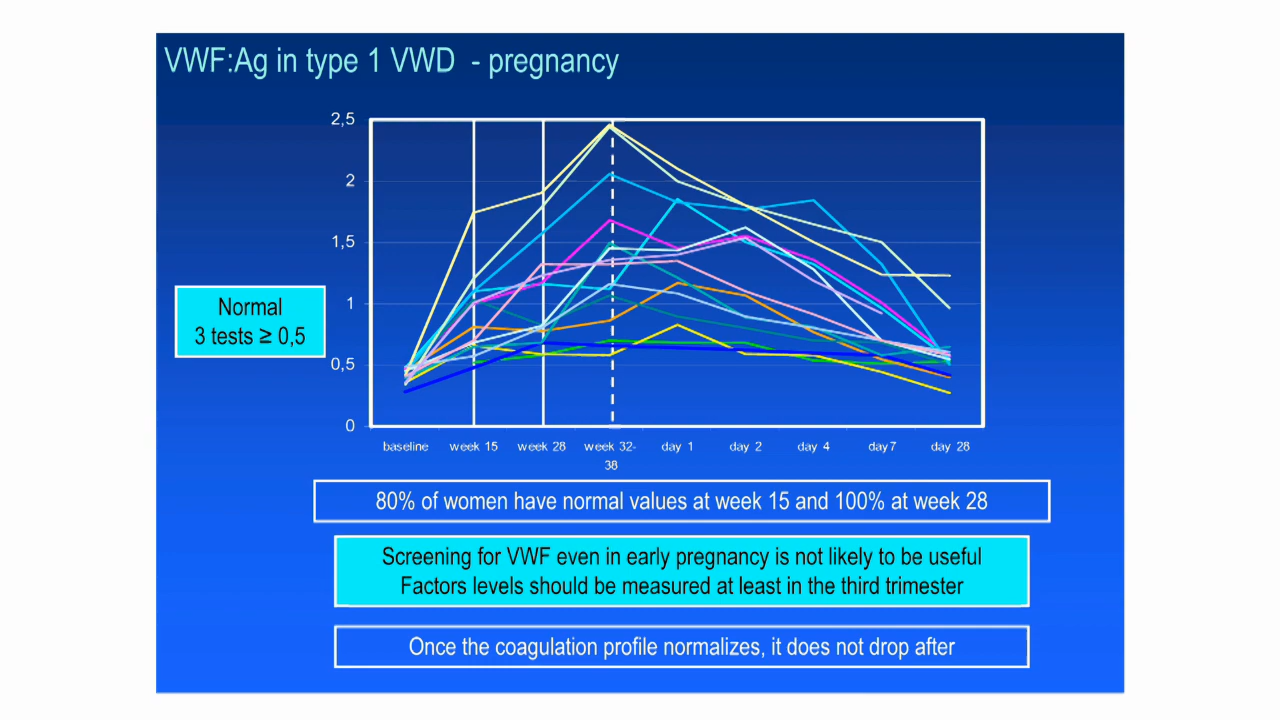 VWF:Ag in type 1 VWD - pregnancy
2,5
2
1,5
1
0,5
0
Normal
3 tests ≥ 0,5
baseline week 15 week 28 week 32-38 day 1 day 2 day 4 day7 day 28
80% of women have normal values at week 15 and 100% at week 28
Screening for VWF even in early pregnancy is not likely to be useful
Factors levels should be measured at least in the third trimester
Once the coagulation profile normalizes, it does not drop after